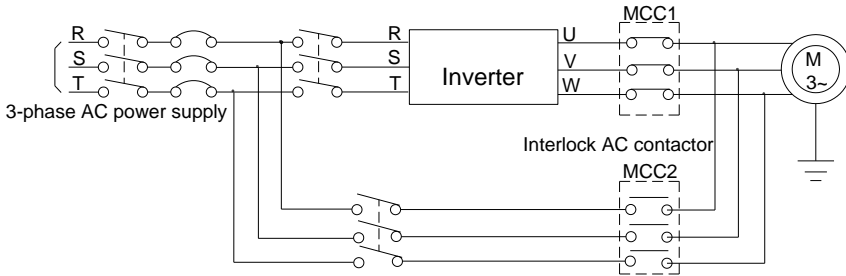 MCC1
R R U
S S V
T T W
Inverter
M
3~
3-phase AC power supply
Interlock AC contactor
MCC2